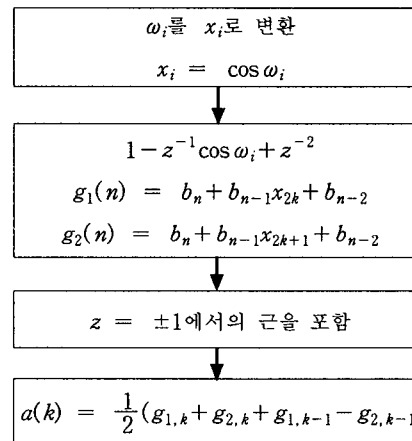 ω_i를 x_i로 변환
x_i = cos ω_i
1 − z^{-1} cos ω_i + z^{-2}
g_1(n) = b_n + b_{n-1}x_{2k} + b_{n-2}
g_2(n) = b_n + b_{n-1}x_{2k+1} + b_{n-2}
z = ±1에서의 근을 포함
a(k) = \frac{1}{2}(g_{1,k} + g_{2,k} + g_{1,k-1} − g_{2,k-1}